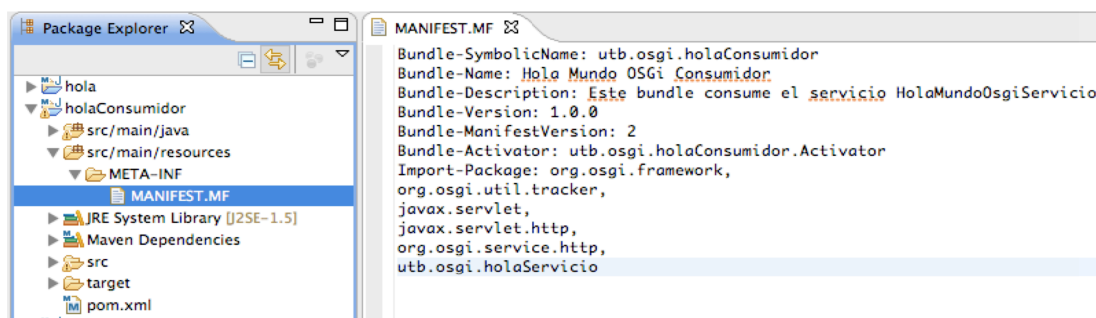 Package Explorer
hola
holaConsumidor
src/main/java
src/main/resources
META-INF
MANIFEST.MF
JRE System Library [J2SE-1.5]
Maven Dependencies
src
target
pom.xml
MANIFEST.MF
Bundle-SymbolicName: utb.osgi.holaConsumidor
Bundle-Name: Hola Mundo OSGi Consumidor
Bundle-Description: Este bundle consume el servicio HolaMundoOsgiServicio
Bundle-Version: 1.0.0
Bundle-ManifestVersion: 2
Bundle-Activator: utb.osgi.holaConsumidor.Activator
Import-Package: org.osgi.framework,
org.osgi.util.tracker,
javax.servlet,
javax.servlet.http,
org.osgi.service.http,
utb.osgi.holaServicio